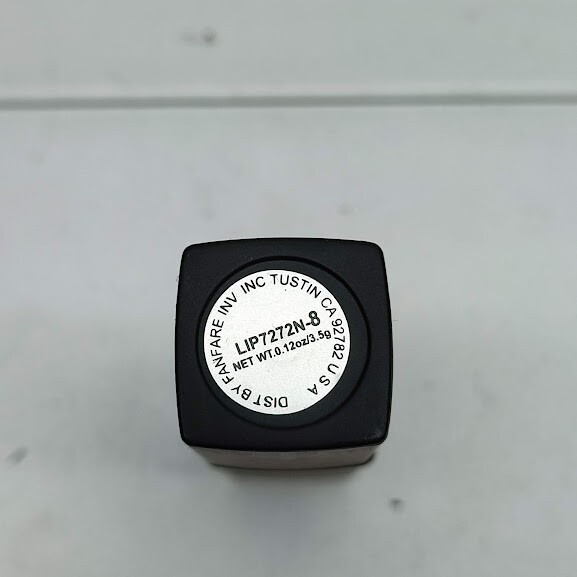 DIST BY FANFARE INV INC TUSTIN CA 92782 U S A
LIP7272N-8
NET WT.0.12oz/3.5g